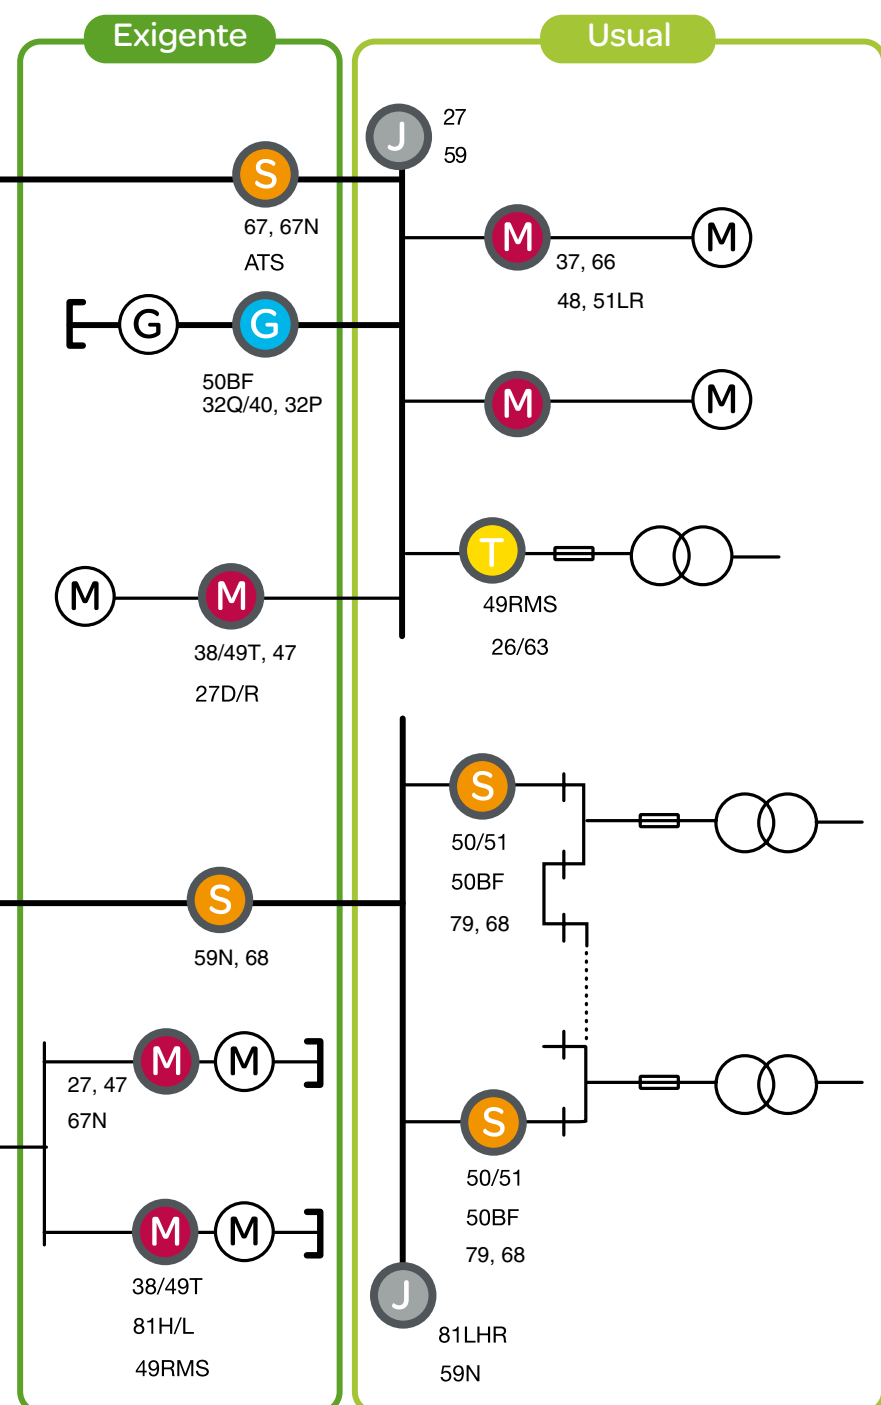 Exigente
Usual
J
27
59
S
67, 67N
ATS
M
M
37, 66
48, 51LR
G
G
50BF
32Q/40, 32P
M
M
T
49RMS
26/63
M
M
38/49T, 47
27D/R
S
50/51
50BF
79, 68
S
59N, 68
M
M
27, 47
67N
S
50/51
50BF
79, 68
M
M
38/49T
81H/L
49RMS
J
81LHR
59N